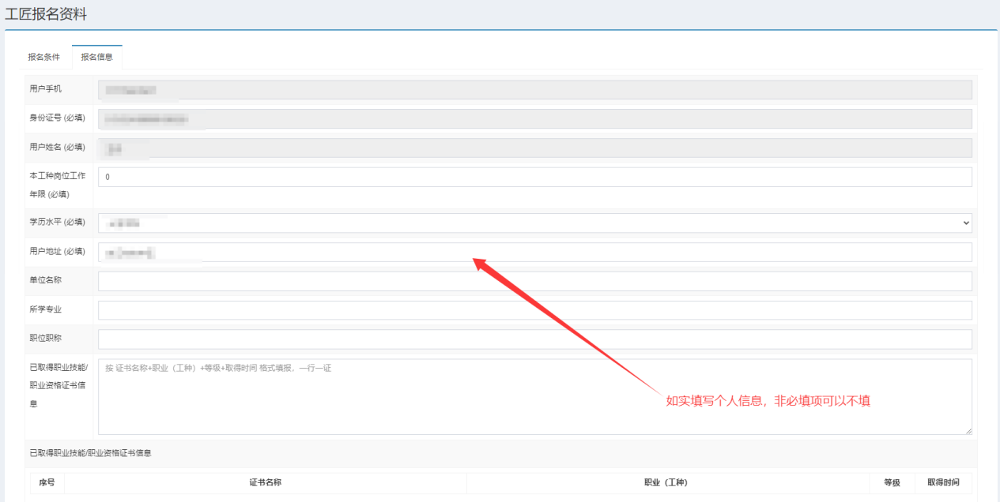 工匠报名资料
报名条件 报名信息
用户手机
身份证号 (必填)
用户姓名 (必填)
本工种岗位工作
年限 (必填)
0
学历水平 (必填)
用户地址 (必填)
单位名称
所学专业
职位职称
已取得职业技能/
职业资格证书信
息
按 证书名称+职业（工种）+等级+取得时间 格式填报，一行一证
如实填写个人信息，非必填项可以不填
已取得职业技能/职业资格证书信息
序号 证书名称 职业（工种） 等级 取得时间